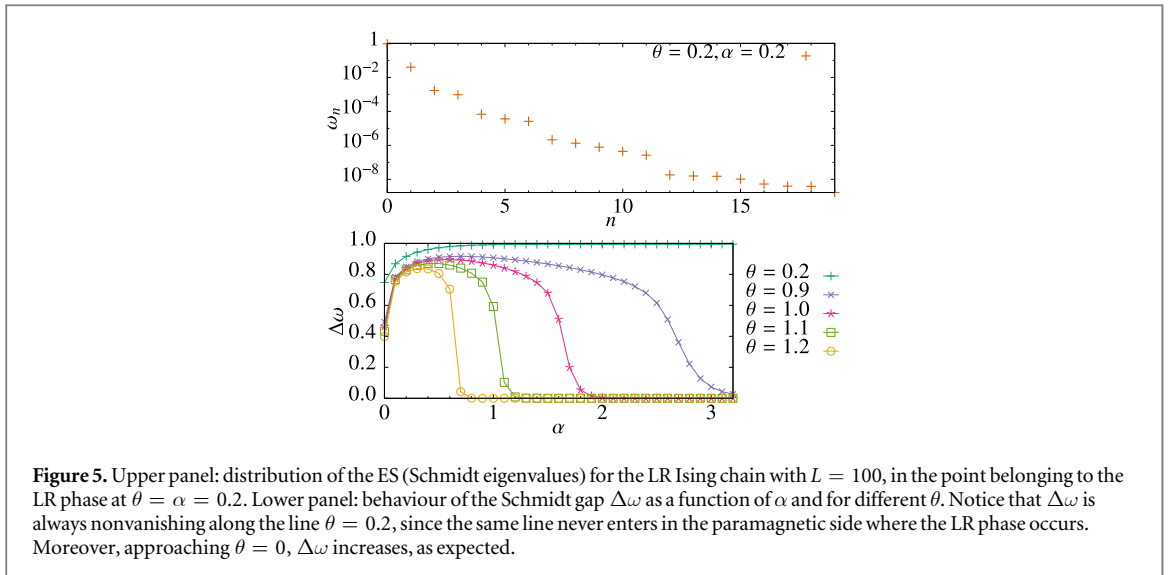 1
10⁻²
10⁻⁴
10⁻⁶
10⁻⁸
ωₙ
θ = 0.2, α = 0.2
0 5 10 15
n
1.0
0.8
0.6
0.4
0.2
0.0
Δω
0 1 2 3
α
θ = 0.2
θ = 0.9
θ = 1.0
θ = 1.1
θ = 1.2
Figure 5. Upper panel: distribution of the ES (Schmidt eigenvalues) for the LR Ising chain with L = 100, in the point belonging to the
LR phase at θ = α = 0.2. Lower panel: behaviour of the Schmidt gap Δω as a function of α and for different θ. Notice that Δω is
always nonvanishing along the line θ = 0.2, since the same line never enters in the paramagnetic side where the LR phase occurs.
Moreover, approaching θ = 0, Δω increases, as expected.